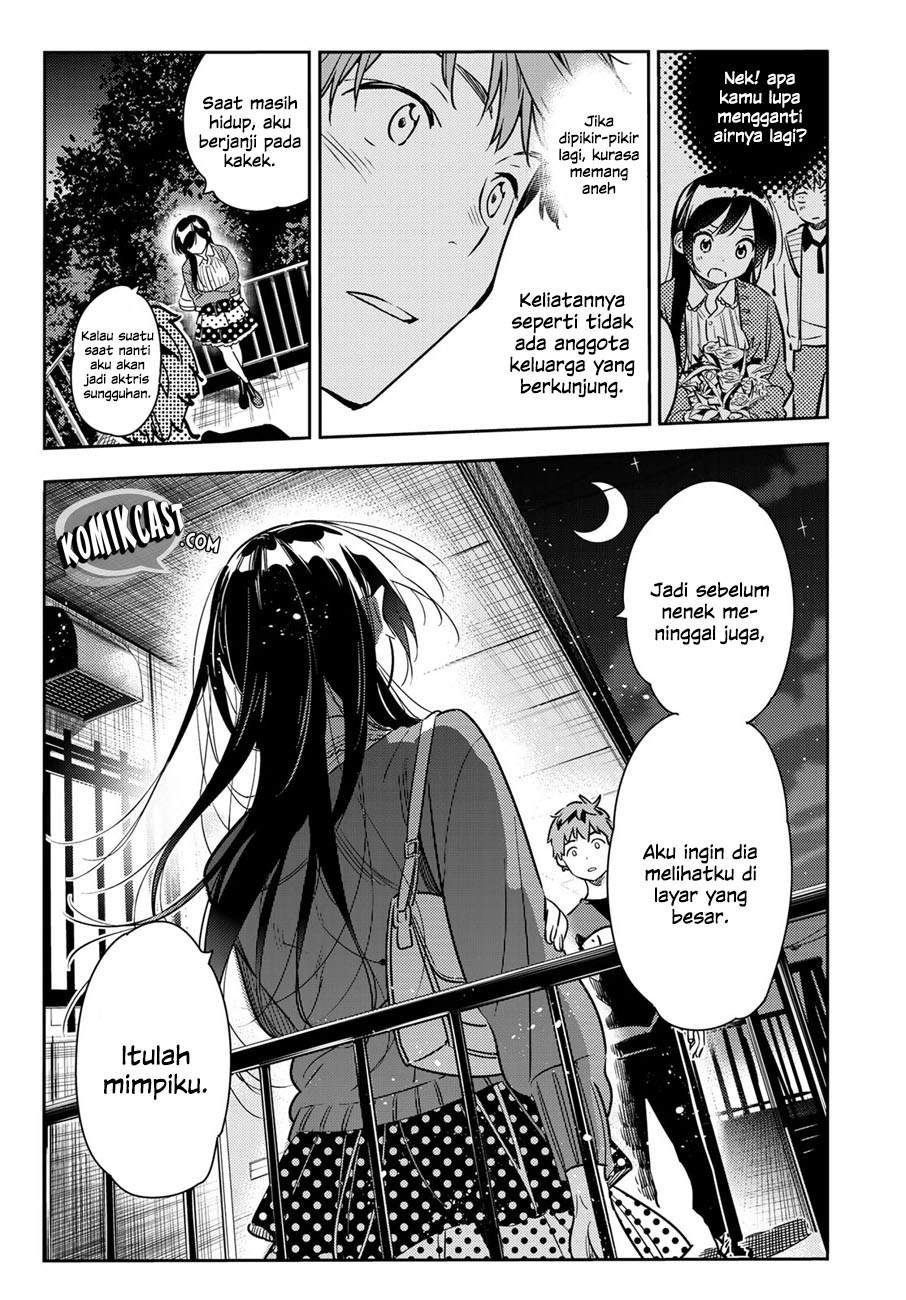 Nek! apa
kamu lupa
mengganti
airnya lagi?
Jika
dipikir-pikir
lagi, kurasa
memang
aneh
Keliatannya
seperti tidak
ada anggota
keluarga yang
berkunjung.
Saat masih
hidup, aku
berjanji pada
kakek.
Kalau suatu
saat nanti
aku akan
jadi aktris
sungguhan.
KOMIKCAST
.COM
Jadi sebelum
nenek me-
ninggal juga,
Aku ingin dia
melihatku di
layar yang
besar.
Itulah
mimpiku.